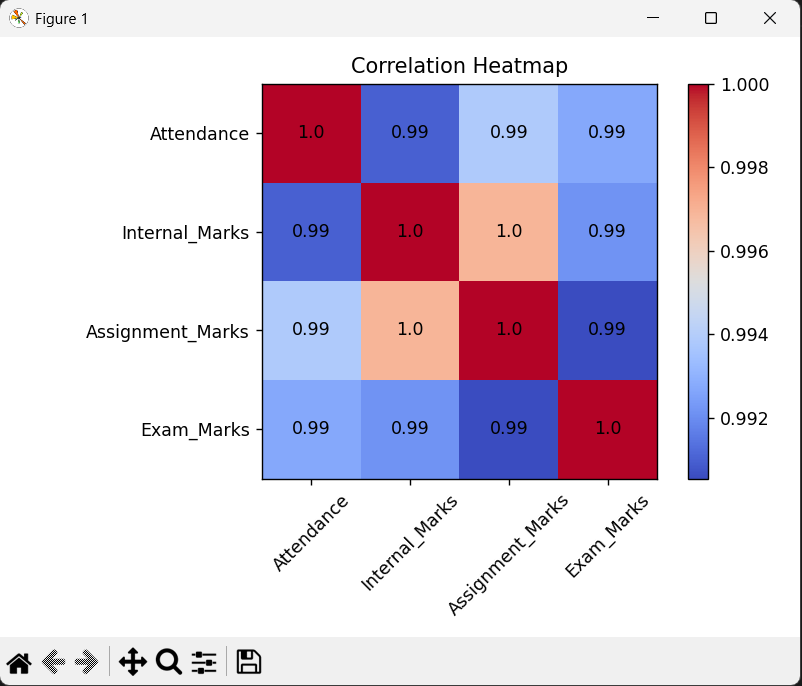 Figure 1
Correlation Heatmap
Attendance 1.0 0.99 0.99 0.99
Internal_Marks 0.99 1.0 1.0 0.99
Assignment_Marks 0.99 1.0 1.0 0.99
Exam_Marks 0.99 0.99 0.99 1.0
Attendance Internal_Marks Assignment_Marks Exam_Marks
1.000
0.998
0.996
0.994
0.992